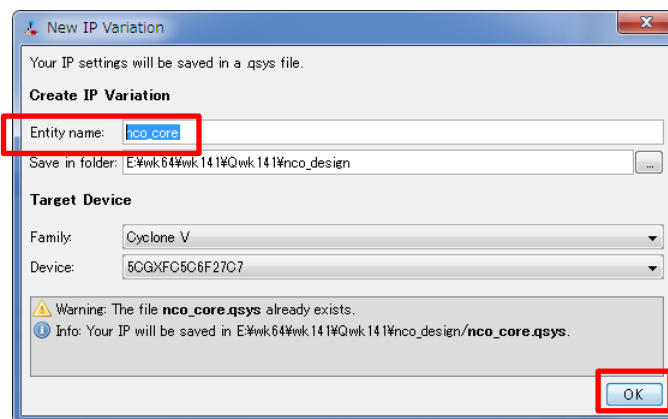 New IP Variation
Your IP settings will be saved in a .qsys file.
Create IP Variation
Entity name: nco_core
Save in folder: E:¥wk64¥wk141¥Qwk141¥nco_design ...
Target Device
Family: Cyclone V
Device: 5CGXFC5C6F27C7
Warning: The file nco_core.qsys already exists.
Info: Your IP will be saved in E:¥wk64¥wk141¥Qwk141¥nco_design/nco_core.qsys.
OK